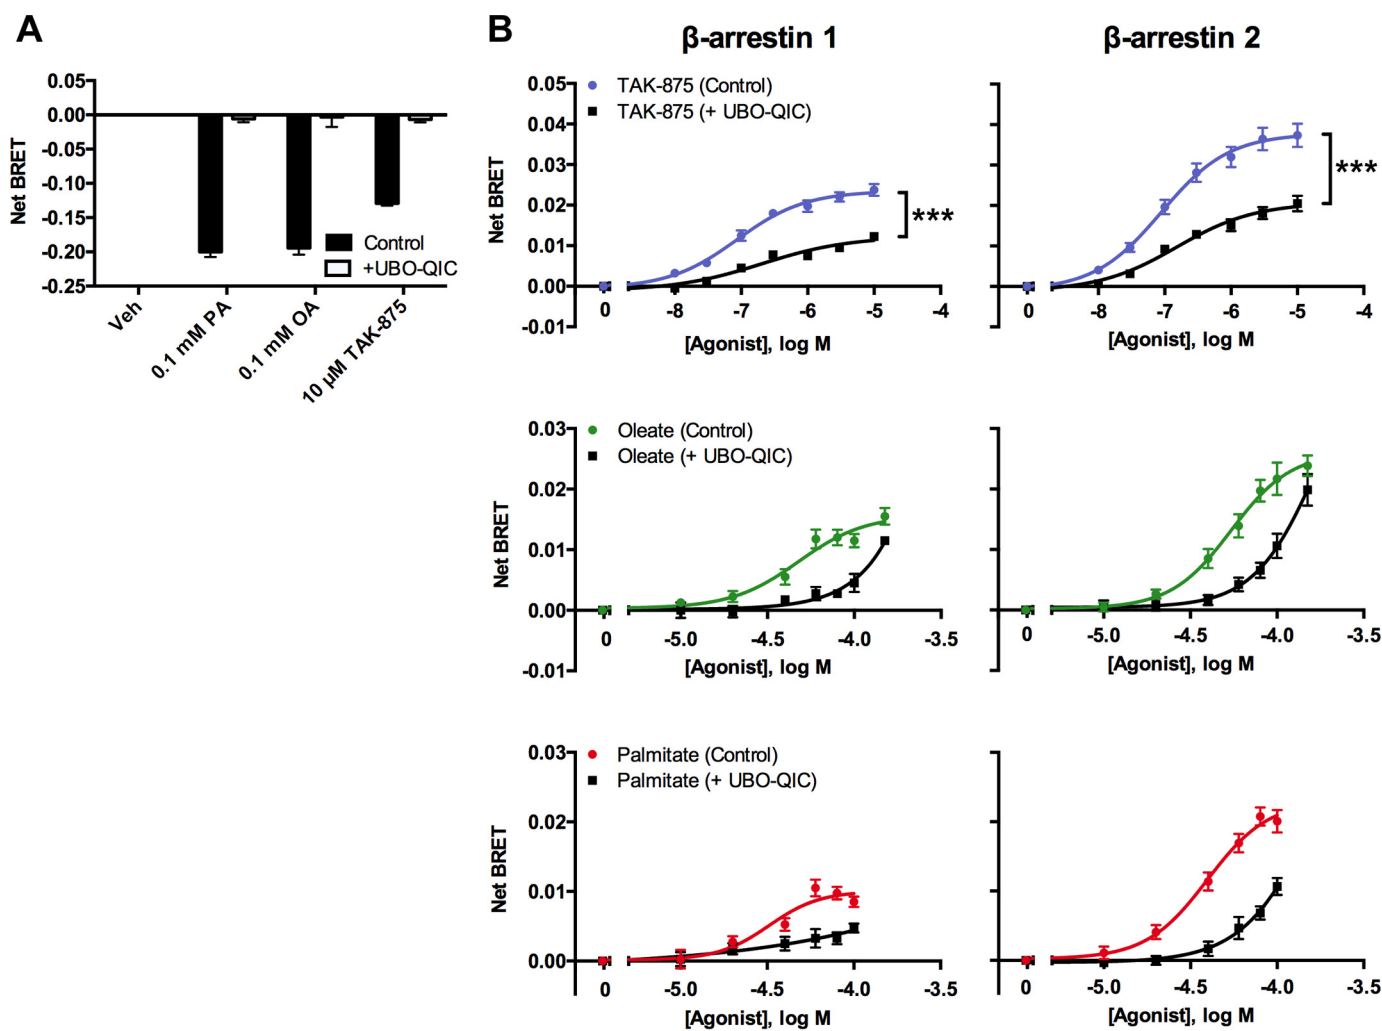 A
0.05
0.00
-0.05
-0.10
-0.15
-0.20
-0.25
Net BRET
Control
+UBO-QIC
Veh
0.1 mM PA
0.1 mM OA
10 µM TAK-875
B
β-arrestin 1
β-arrestin 2
TAK-875 (Control)
TAK-875 (+ UBO-QIC)
0.05
0.04
0.03
0.02
0.01
0.00
-0.01
Net BRET
***
0 -8 -7 -6 -5 -4
[Agonist], log M
***
0 -8 -7 -6 -5 -4
[Agonist], log M
Oleate (Control)
Oleate (+ UBO-QIC)
0.03
0.02
0.01
0.00
-0.01
Net BRET
0 -5.0 -4.5 -4.0 -3.5
[Agonist], log M
0 -5.0 -4.5 -4.0 -3.5
[Agonist], log M
Palmitate (Control)
Palmitate (+ UBO-QIC)
0.03
0.02
0.01
0.00
Net BRET
0 -5.0 -4.5 -4.0 -3.5
[Agonist], log M
0 -5.0 -4.5 -4.0 -3.5
[Agonist], log M